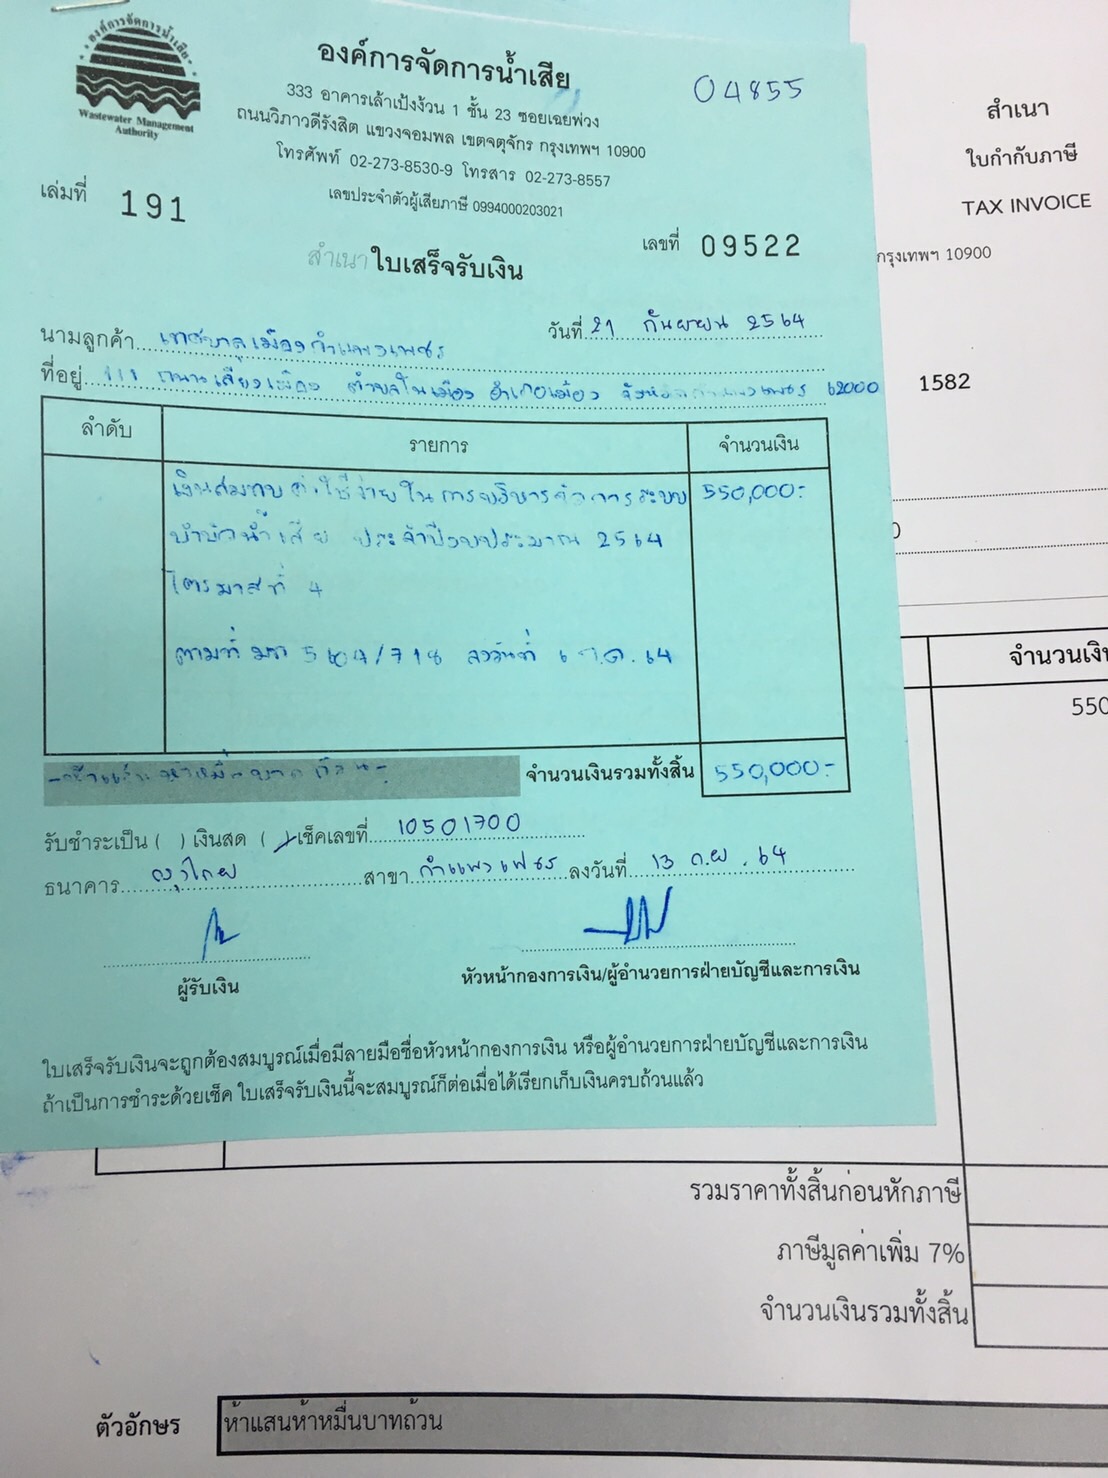 องค์การจัดการน้ำเสีย
Wastewater Management
Authority
องค์การจัดการน้ำเสีย
333 อาคารเล้าเป้งง้วน 1 ชั้น 23 ซอยเฉยพ่วง
ถนนวิภาวดีรังสิต แขวงจอมพล เขตจตุจักร กรุงเทพฯ 10900
โทรศัพท์ 02-273-8530-9 โทรสาร 02-273-8557
เลขประจำตัวผู้เสียภาษี 0994000203021
04855
เล่มที่ 191
เลขที่ 09522
สำเนา ใบเสร็จรับเงิน
วันที่ 21 กันยายน 2564
นามลูกค้า เทศบาลเมืองกำแพงเพชร
ที่อยู่ 111 ถนน ตำบลในเมือง อำเภอเมือง จังหวัดกำแพงเพชร 62000
ลำดับ รายการ จำนวนเงิน
เงินสมทบค่าใช้จ่ายในการบริหารจัดการระบบ 550,000.-
บำบัดน้ำเสีย ประจำปีงบประมาณ 2564
ไตรมาสที่ 4
ตามที่ ลงวันที่ 6 ก.ค. 64
-ห้าแสนห้าหมื่นบาทถ้วน- จำนวนเงินรวมทั้งสิ้น 550,000.-
รับชำระเป็น ( ) เงินสด ( ) เช็คเลขที่ 10501700
ธนาคาร กรุงไทย สาขา กำแพงเพชร ลงวันที่ 13 ก.ย. 64
ผู้รับเงิน
หัวหน้ากองการเงิน/ผู้อำนวยการฝ่ายบัญชีและการเงิน
ใบเสร็จรับเงินจะถูกต้องสมบูรณ์เมื่อมีลายมือชื่อหัวหน้ากองการเงิน หรือผู้อำนวยการฝ่ายบัญชีและการเงิน
ถ้าเป็นการชำระด้วยเช็ค ใบเสร็จรับเงินนี้จะสมบูรณ์ก็ต่อเมื่อได้เรียกเก็บเงินครบถ้วนแล้ว
สำเนา
ใบกำกับภาษี
TAX INVOICE
กรุงเทพฯ 10900
1582
0
จำนวนเงิน
550
รวมราคาทั้งสิ้นก่อนหักภาษี
ภาษีมูลค่าเพิ่ม 7%
จำนวนเงินรวมทั้งสิ้น
ตัวอักษร ห้าแสนห้าหมื่นบาทถ้วน